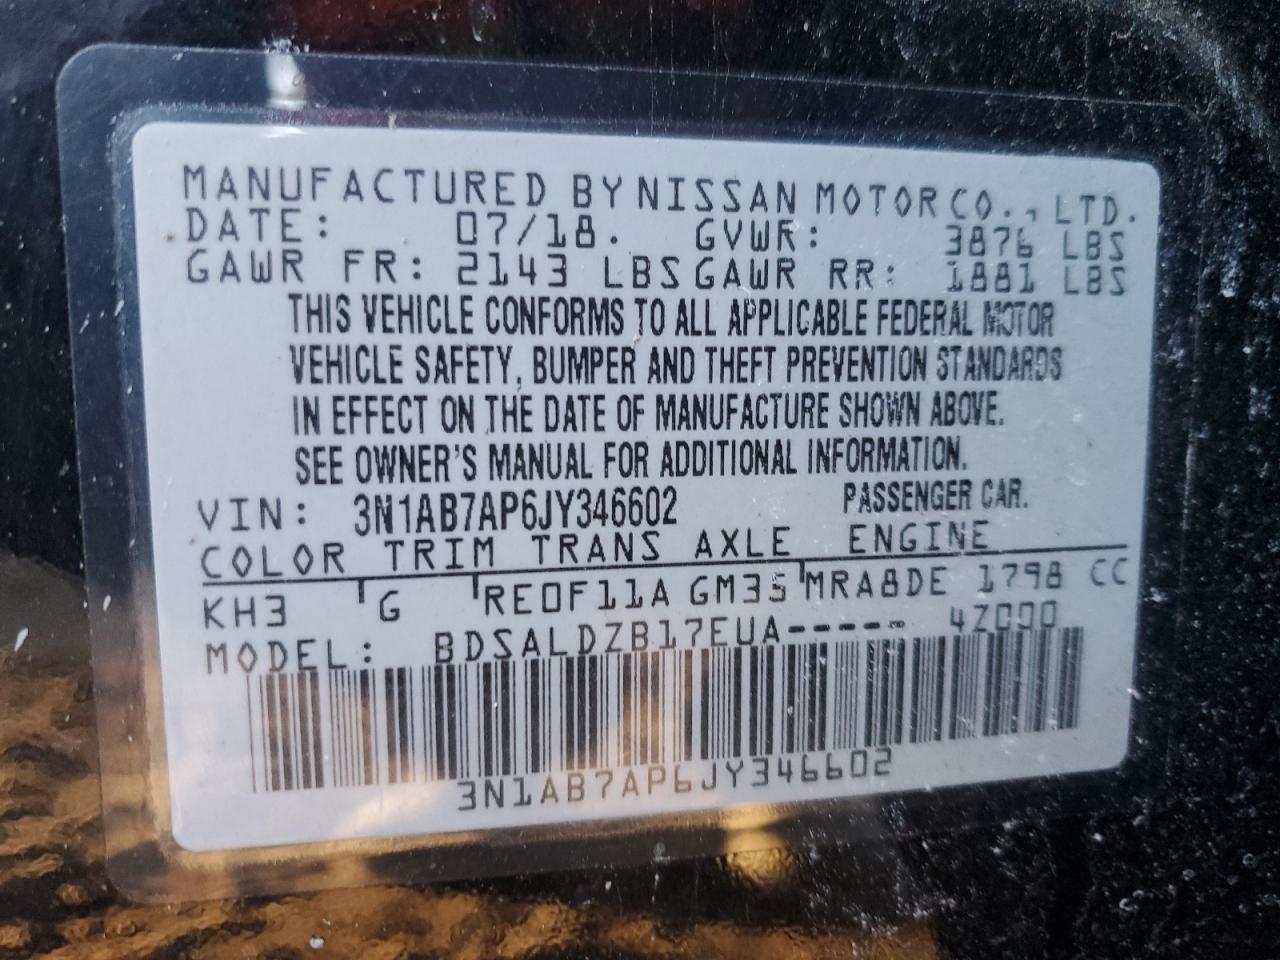 MANUFACTURED BY NISSAN MOTOR CO., LTD.
DATE: 07/18. GVWR: 3876 LBS
GAWR FR: 2143 LBS GAWR RR: 1881 LBS
THIS VEHICLE CONFORMS TO ALL APPLICABLE FEDERAL MOTOR
VEHICLE SAFETY, BUMPER AND THEFT PREVENTION STANDARDS
IN EFFECT ON THE DATE OF MANUFACTURE SHOWN ABOVE.
SEE OWNER'S MANUAL FOR ADDITIONAL INFORMATION.
VIN: 3N1AB7AP6JY346602 PASSENGER CAR.
COLOR TRIM TRANS AXLE ENGINE
KH3 G RE0F11A GM35 MRA8DE 1798 CC
MODEL: BDSALDZB17EUA----- 4Z000
3N1AB7AP6JY346602